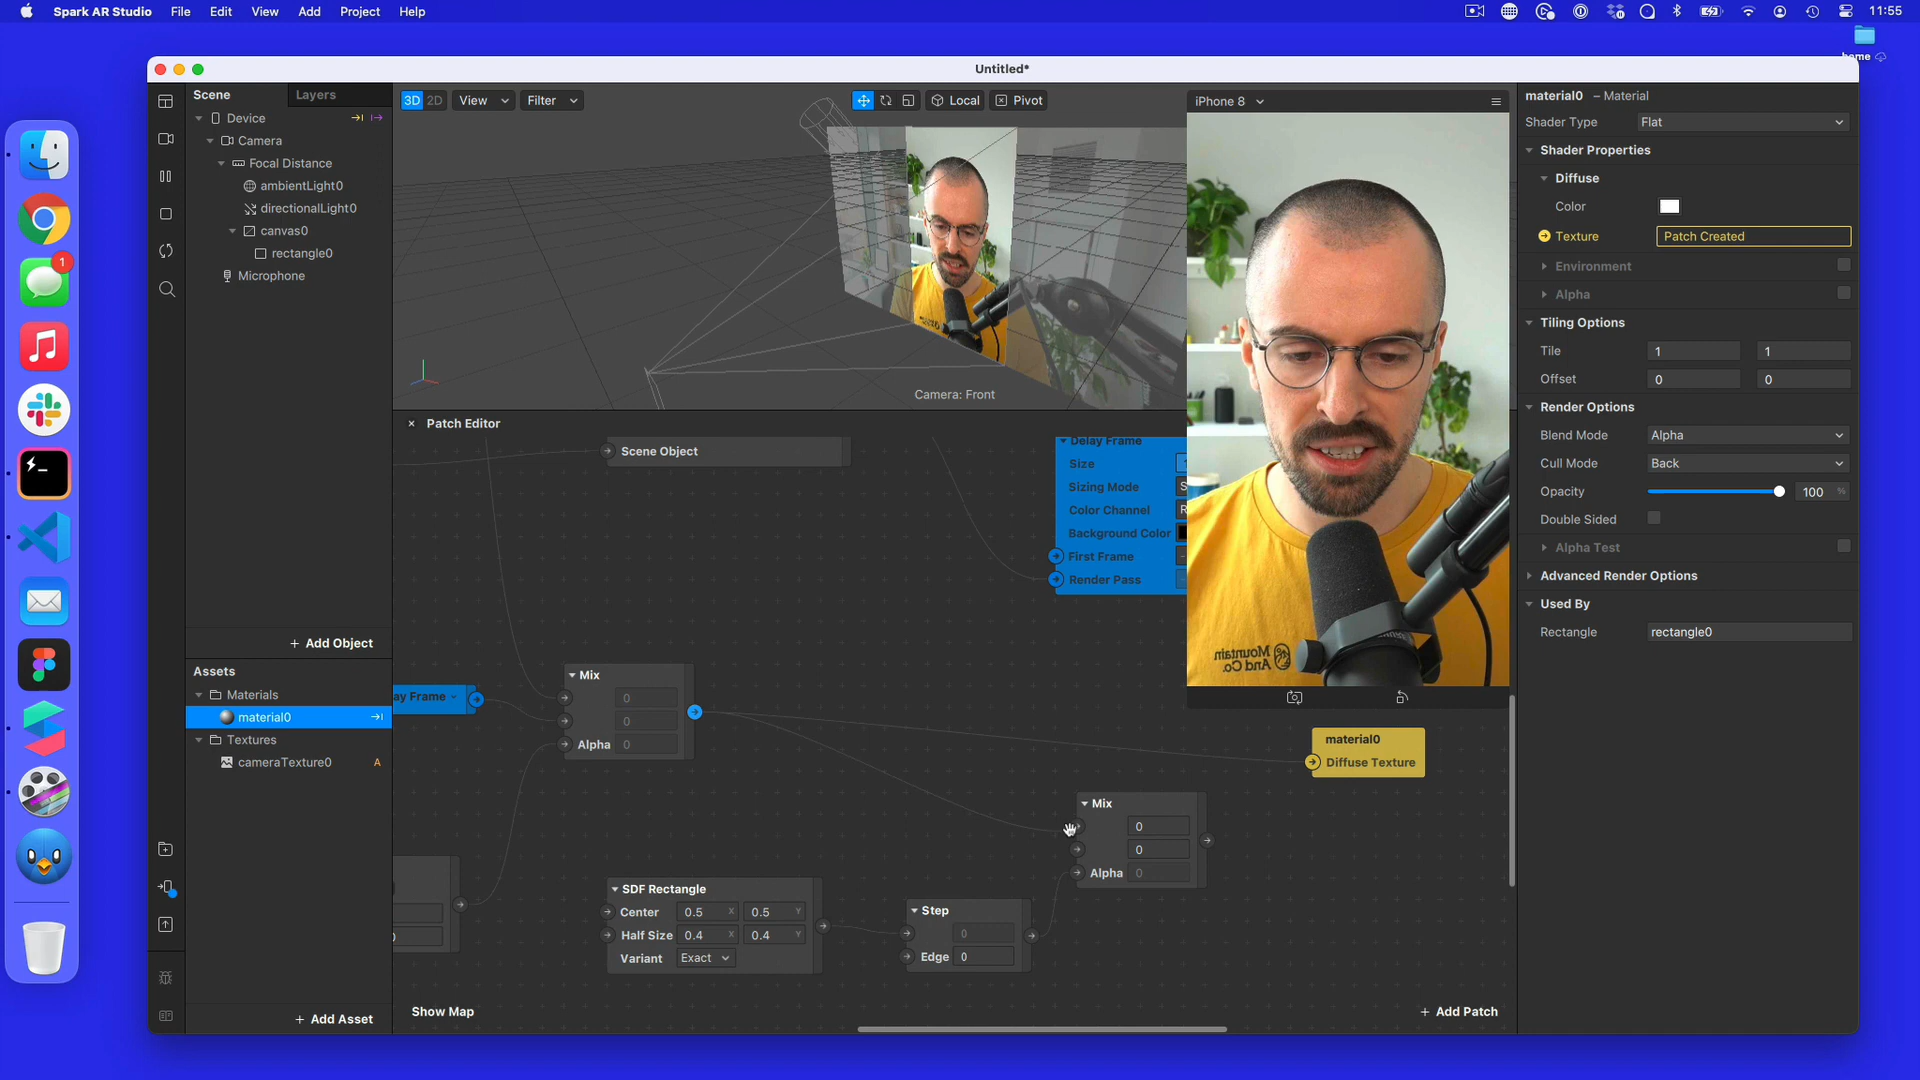 Spark AR Studio File Edit View Add Project Help 11:55
home
Untitled*
Scene Layers
Device
Camera
Focal Distance
ambientLight0
directionalLight0
canvas0
rectangle0
Microphone
+ Add Object
Assets
Materials
material0
Textures
cameraTexture0 A
+ Add Asset
3D 2D View Filter Local Pivot
Camera: Front
iPhone 8
Patch Editor
Scene Object
Delay Frame
Size
Sizing Mode
Color Channel
Background Color
First Frame
Render Pass
ay Frame
Mix
0
0
Alpha 0
material0
Diffuse Texture
Mix
0
0
Alpha 0
SDF Rectangle
Center 0.5 X 0.5 Y
Half Size 0.4 X 0.4 Y
Variant Exact
Step
0
Edge 0
Show Map
+ Add Patch
Mountain
And Co.
material0 – Material
Shader Type Flat
Shader Properties
Diffuse
Color
Texture Patch Created
Environment
Alpha
Tiling Options
Tile 1 1
Offset 0 0
Render Options
Blend Mode Alpha
Cull Mode Back
Opacity 100 %
Double Sided
Alpha Test
Advanced Render Options
Used By
Rectangle rectangle0
1